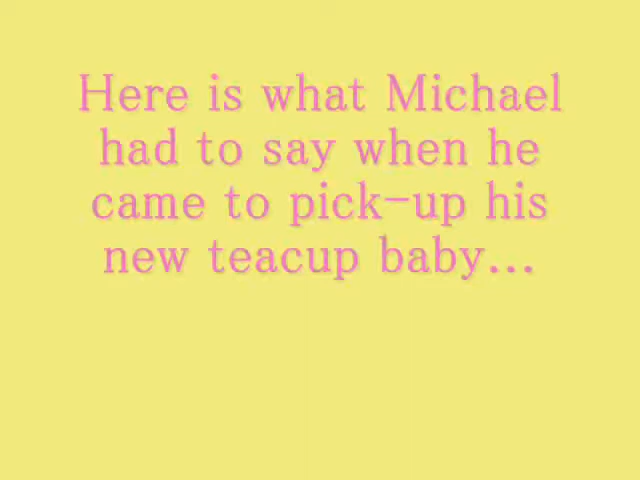 Here is what Michael
had to say when he
came to pick-up his
new teacup baby...